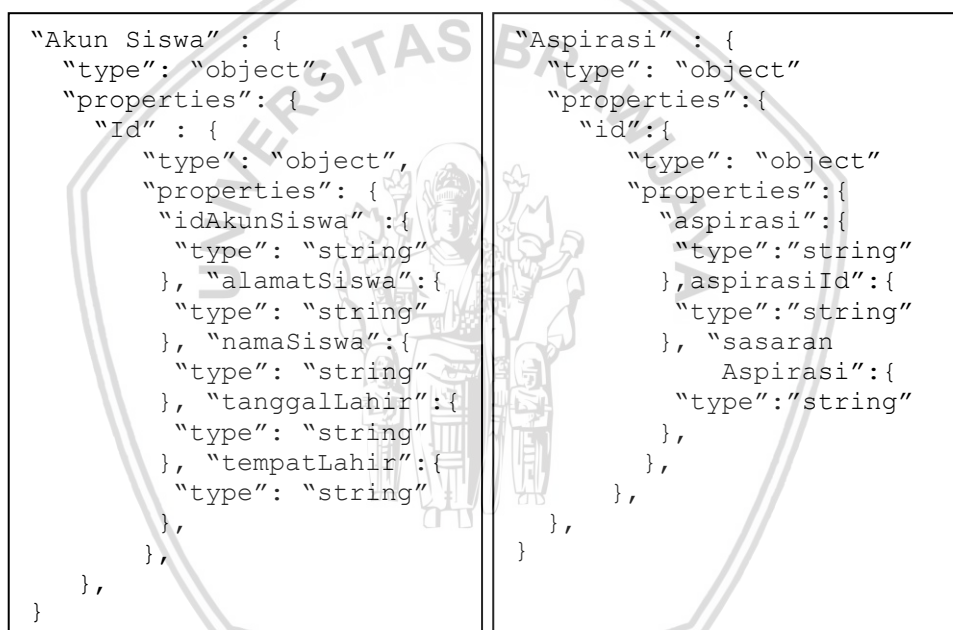 “Akun Siswa” : {
“type”: “object”,
“properties”: {
“Id” : {
“type”: “object”,
“properties”: {
“idAkunSiswa” :{
“type”: “string”
}, “alamatSiswa”:{
“type”: “string”
}, “namaSiswa”:{
“type”: “string”
}, “tanggalLahir”:{
“type”: “string”
}, “tempatLahir”:{
“type”: “string”
},
},
},
}
“Aspirasi” : {
“type”: “object”
“properties”:{
“id”:{
“type”: “object”
“properties”:{
“aspirasi”:{
“type”:”string”
},aspirasiId”:{
“type”:”string”
}, “sasaran
Aspirasi”:{
“type”:”string”
},
},
},
},
}
UNIVERSITAS BRAWIJAYA